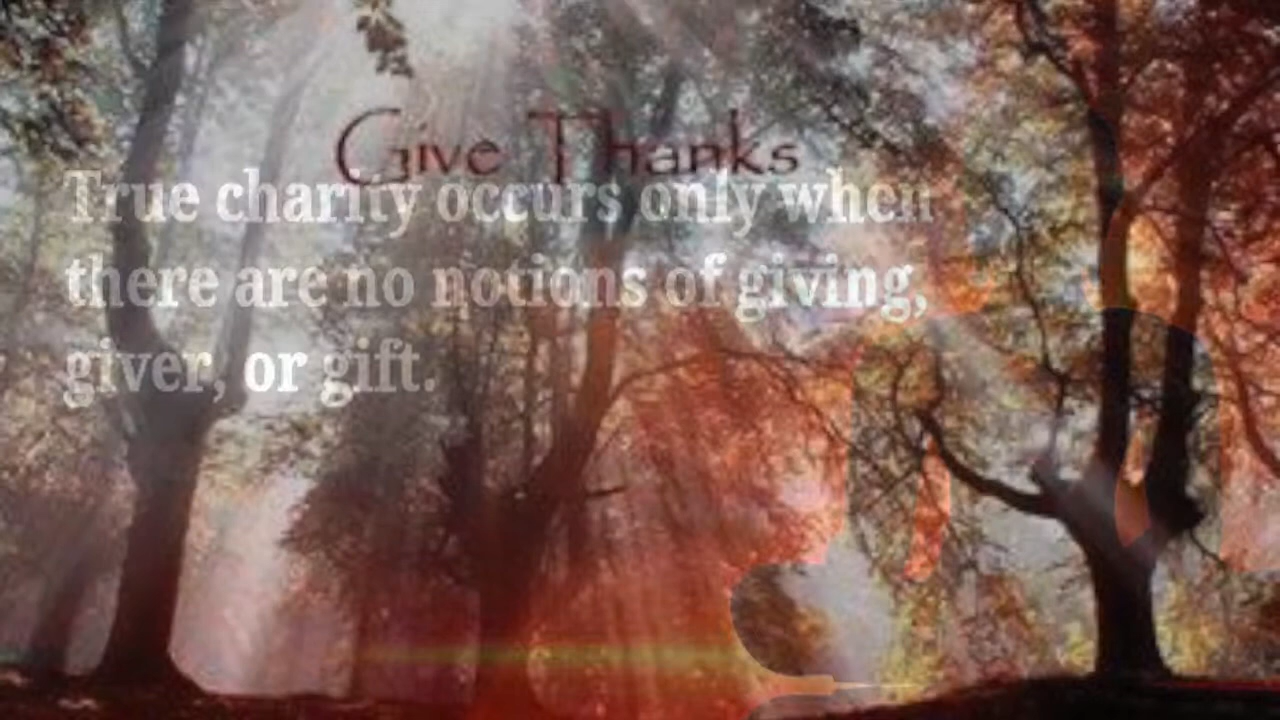 Give Thanks
True charity occurs only when
there are no notions of giving,
giver, or gift.